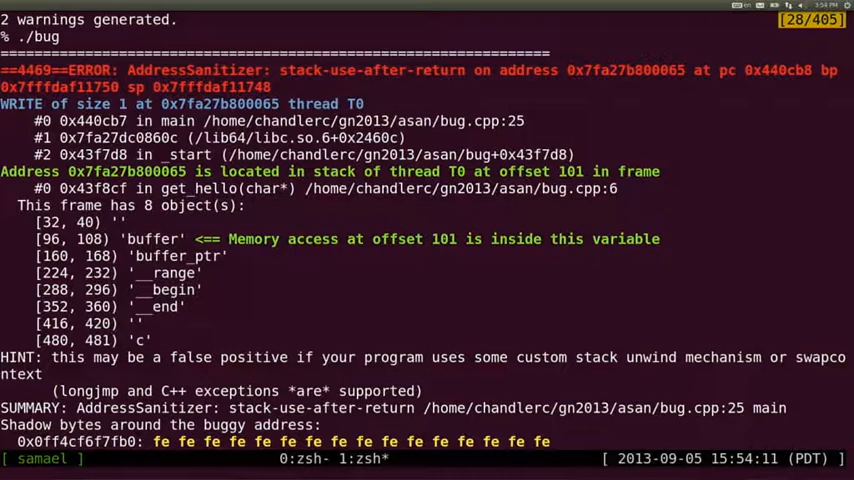 en 3:54 PM
2 warnings generated. [28/405]
% ./bug
=================================================================
==4469==ERROR: AddressSanitizer: stack-use-after-return on address 0x7fa27b800065 at pc 0x440cb8 bp
0x7fffdaf11750 sp 0x7fffdaf11748
WRITE of size 1 at 0x7fa27b800065 thread T0
#0 0x440cb7 in main /home/chandlerc/gn2013/asan/bug.cpp:25
#1 0x7fa27dc0860c (/lib64/libc.so.6+0x2460c)
#2 0x43f7d8 in _start (/home/chandlerc/gn2013/asan/bug+0x43f7d8)
Address 0x7fa27b800065 is located in stack of thread T0 at offset 101 in frame
#0 0x43f8cf in get_hello(char*) /home/chandlerc/gn2013/asan/bug.cpp:6
This frame has 8 object(s):
[32, 40) ''
[96, 108) 'buffer' <== Memory access at offset 101 is inside this variable
[160, 168) 'buffer_ptr'
[224, 232) '__range'
[288, 296) '__begin'
[352, 360) '__end'
[416, 420) ''
[480, 481) 'c'
HINT: this may be a false positive if your program uses some custom stack unwind mechanism or swapco
ntext
(longjmp and C++ exceptions *are* supported)
SUMMARY: AddressSanitizer: stack-use-after-return /home/chandlerc/gn2013/asan/bug.cpp:25 main
Shadow bytes around the buggy address:
0x0ff4cf6f7fb0: fe fe fe fe fe fe fe fe fe fe fe fe fe fe fe fe
[ samael ] 0:zsh- 1:zsh* [ 2013-09-05 15:54:11 (PDT) ]